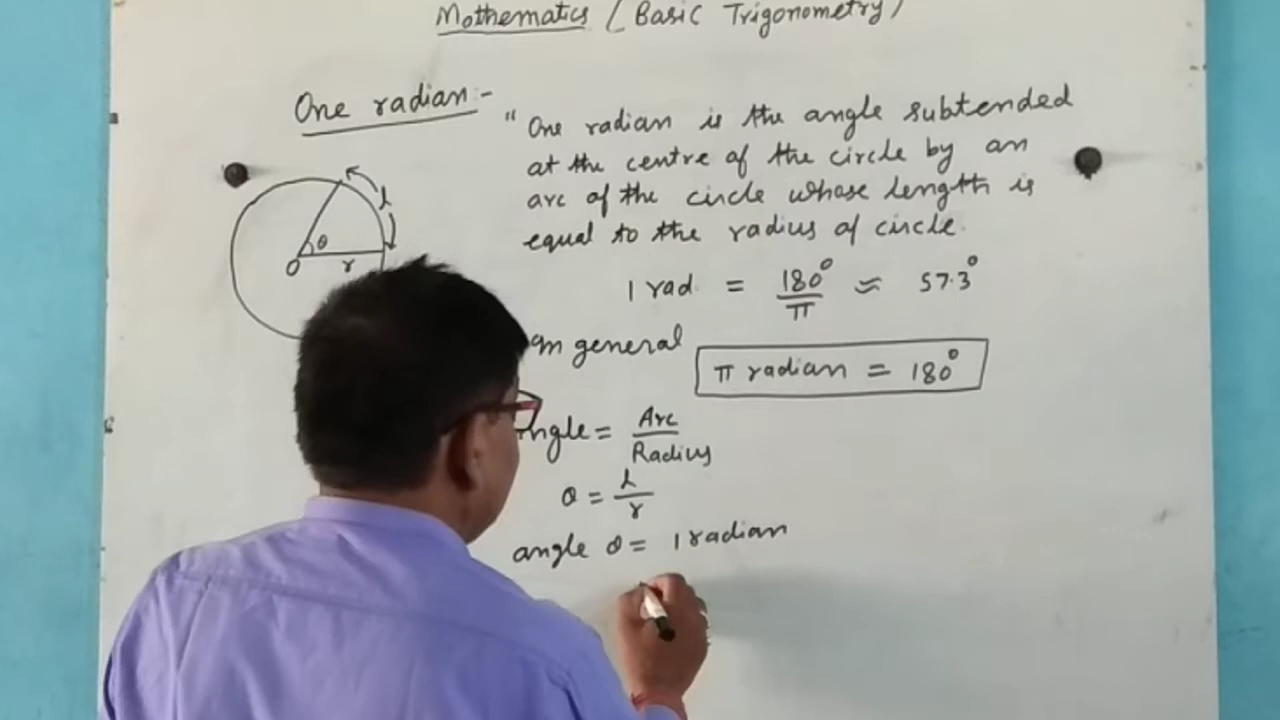 Mothematics (Basic Trigonometry)
One radian:-
" One radian is the angle subtended
at the centre of the circle by an
arc of the circle whose length is
equal to the radius of circle.
l
θ
O
r
1 rad. = 180°/π ≈ 57.3°
In general
π radian = 180°
Angle = Arc/Radius
θ = l/r
angle θ = 1 radian